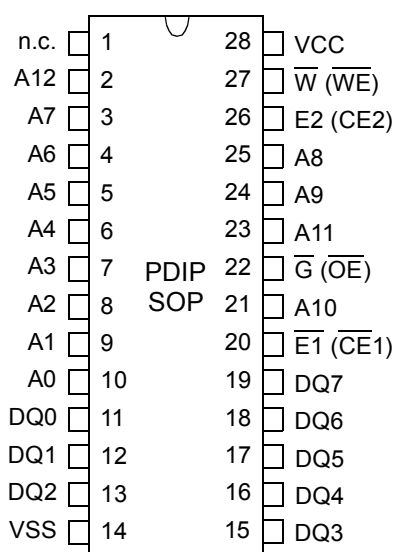 n.c. 1 28 VCC
A12 2 27 W (WE)
A7 3 26 E2 (CE2)
A6 4 25 A8
A5 5 24 A9
A4 6 23 A11
A3 7 PDIP 22 G (OE)
A2 8 SOP 21 A10
A1 9 20 E1 (CE1)
A0 10 19 DQ7
DQ0 11 18 DQ6
DQ1 12 17 DQ5
DQ2 13 16 DQ4
VSS 14 15 DQ3